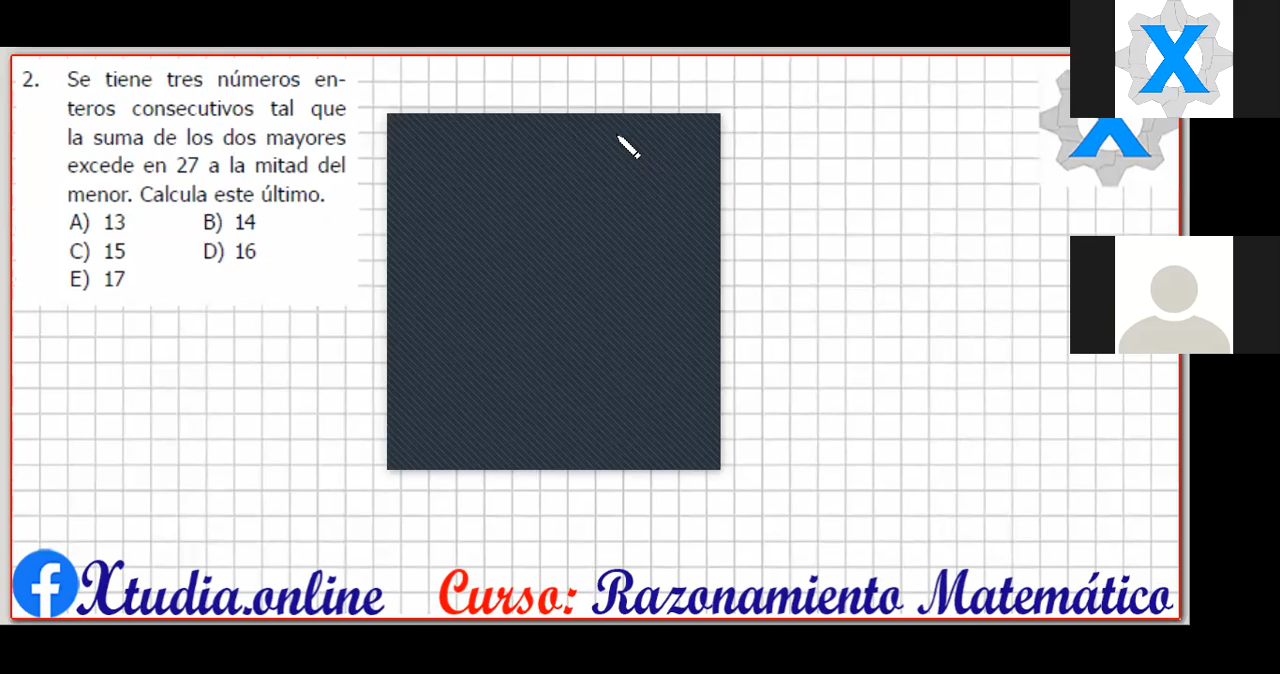 2. Se tiene tres números en-
teros consecutivos tal que
la suma de los dos mayores
excede en 27 a la mitad del
menor. Calcula este último.
A) 13 B) 14
C) 15 D) 16
E) 17
X
X
f Xtudia.online Curso: Razonamiento Matemático